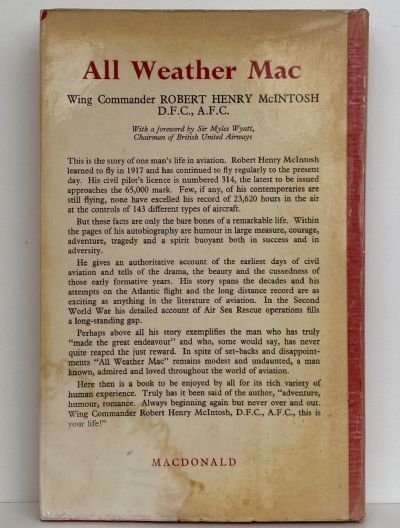 All Weather Mac
Wing Commander ROBERT HENRY McINTOSH
D.F.C., A.F.C.
With a foreword by Sir Myles Wyatt,
Chairman of British United Airways
This is the story of one man's life in aviation. Robert Henry McIntosh
learned to fly in 1917 and has continued to fly regularly to the present
day. His civil pilot's licence is numbered 314, the latest to be issued
approaches the 65,000 mark. Few, if any, of his contemporaries are
still flying, none have excelled his record of 23,620 hours in the air
at the controls of 143 different types of aircraft.
But these facts are only the bare bones of a remarkable life. Within
the pages of his autobiography are humour in large measure, courage,
adventure, tragedy and a spirit buoyant both in success and in
adversity.
He gives an authoritative account of the earliest days of civil
aviation and tells of the drama, the beauty and the cussedness of
those early formative years. His story spans the decades and his
attempts on the Atlantic flight and the long distance record are as
exciting as anything in the literature of aviation. In the Second
World War his detailed account of Air Sea Rescue operations fills
a long-standing gap.
Perhaps above all his story exemplifies the man who has truly
"made the great endeavour" and who, some would say, has never
quite reaped the just reward. In spite of set-backs and disappoint-
ments "All Weather Mac" remains modest and undaunted, a man
known, admired and loved throughout the world of aviation.
Here then is a book to be enjoyed by all for its rich variety of
human experience. Truly has it been said of the author, "adventure,
humour, romance. Always beginning again but never over and out.
Wing Commander Robert Henry McIntosh, D.F.C., A.F.C., this is
your life!"
MACDONALD